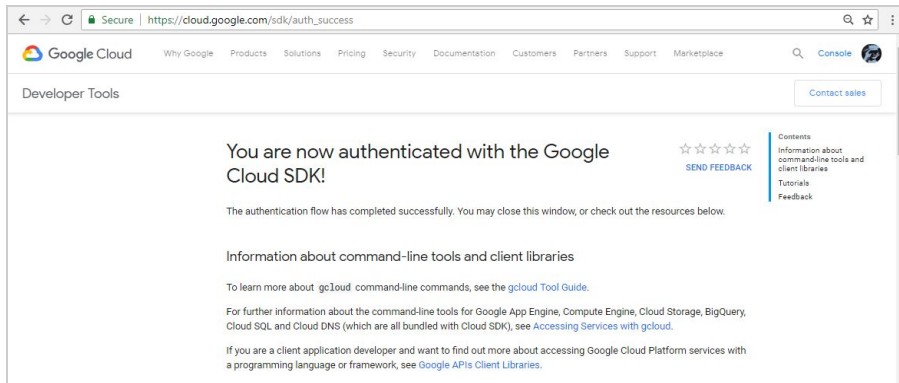 Secure | https://cloud.google.com/sdk/auth_success
Google Cloud Why Google Products Solutions Pricing Security Documentation Customers Partners Support Marketplace Console
Developer Tools Contact sales
You are now authenticated with the Google
Cloud SDK!
SEND FEEDBACK
Contents
Information about
command-line tools and
client libraries
Tutorials
Feedback
The authentication flow has completed successfully. You may close this window, or check out the resources below.
Information about command-line tools and client libraries
To learn more about gcloud command-line commands, see the gcloud Tool Guide.
For further information about the command-line tools for Google App Engine, Compute Engine, Cloud Storage, BigQuery,
Cloud SQL and Cloud DNS (which are all bundled with Cloud SDK), see Accessing Services with gcloud.
If you are a client application developer and want to find out more about accessing Google Cloud Platform services with
a programming language or framework, see Google APIs Client Libraries.